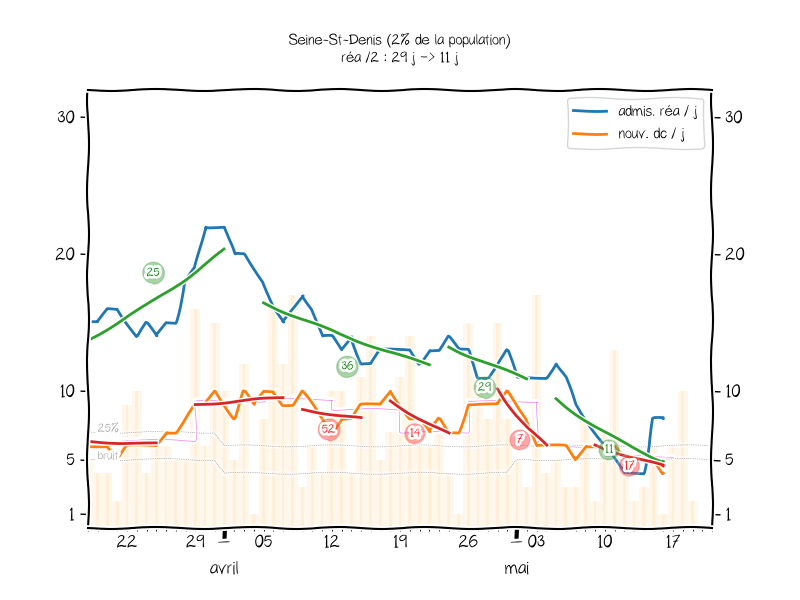 Seine-St-Denis (2% de la population)
réa /2 : 29 j -> 11 j
admis. réa / j
nouv. dc / j
30
30
20
20
10
10
5
5
1
1
25
36
29
11
52
14
7
17
25%
bruit
22 29 05 12 19 26 03 10 17
avril mai